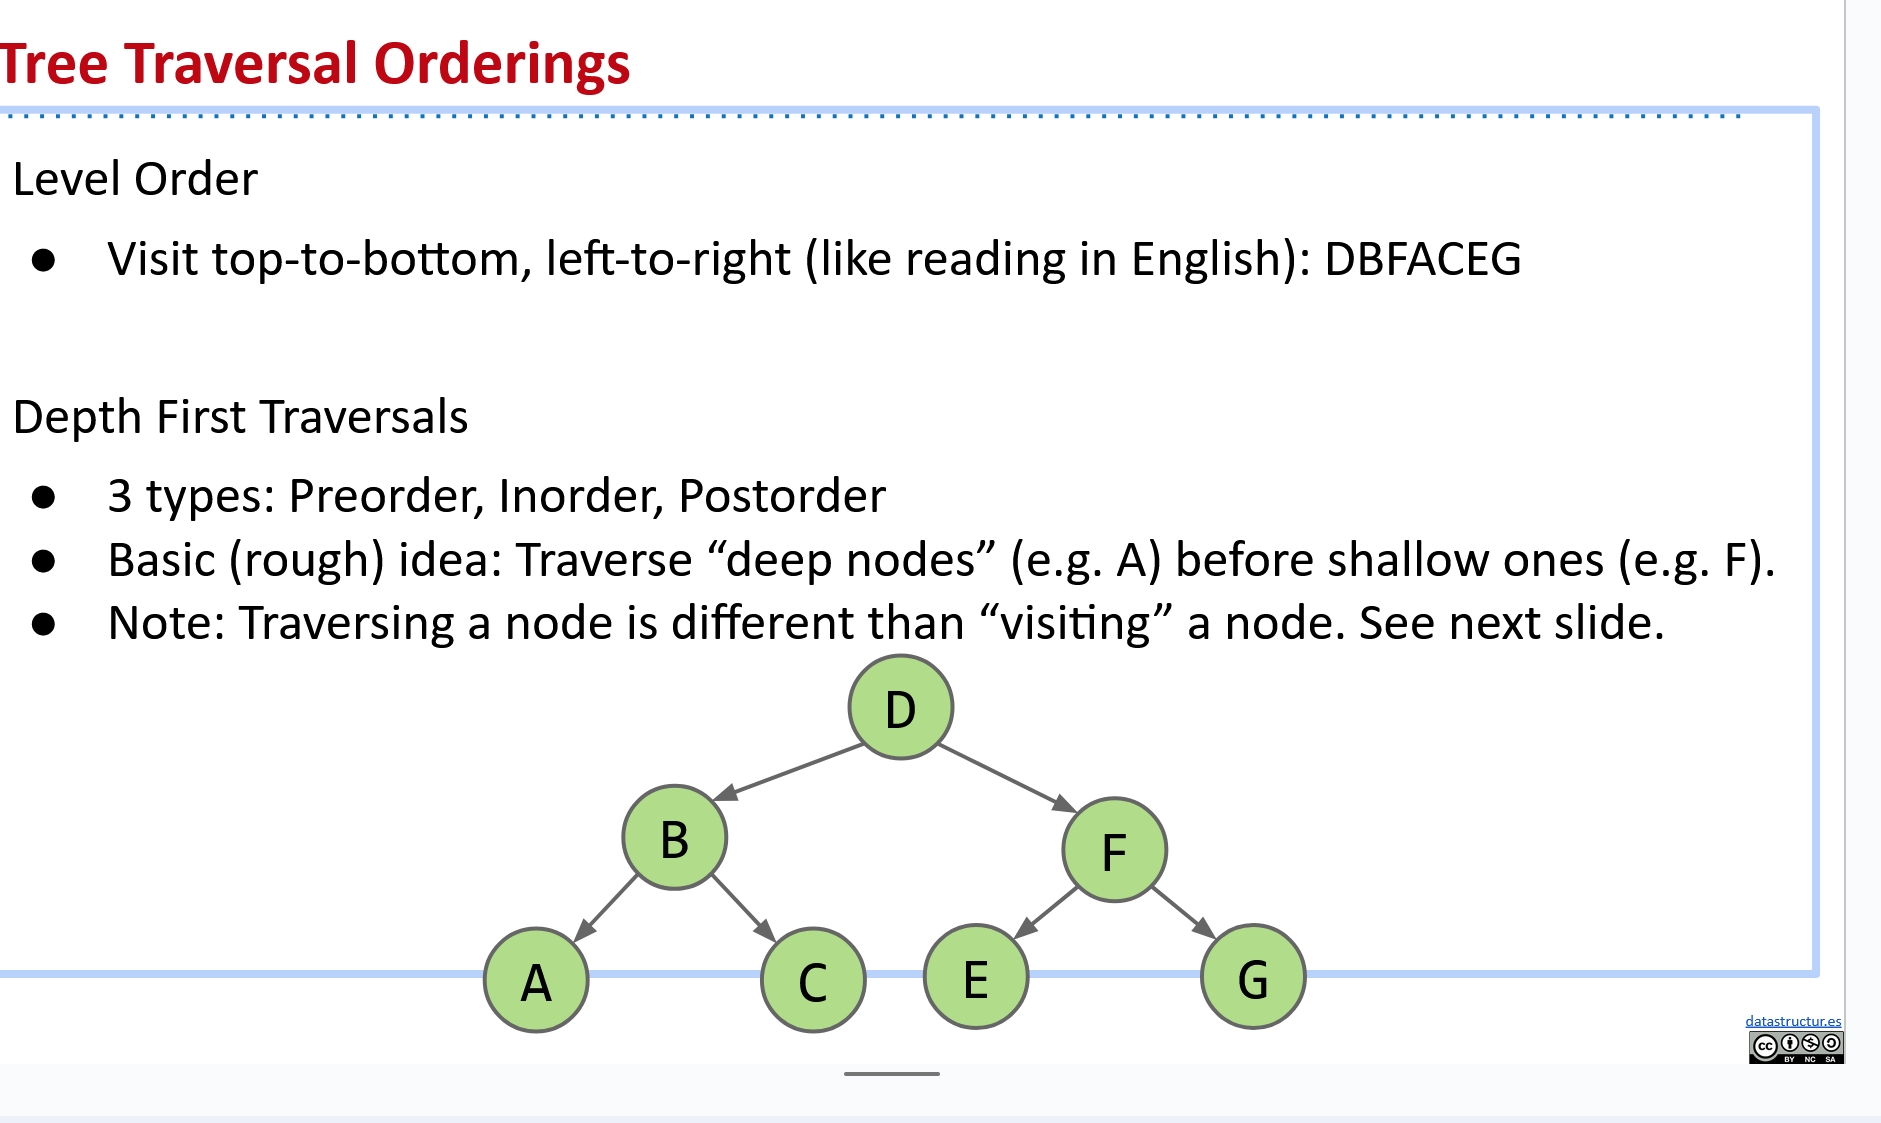 Tree Traversal Orderings
Level Order
● Visit top-to-bottom, left-to-right (like reading in English): DBFACEG
Depth First Traversals
● 3 types: Preorder, Inorder, Postorder
● Basic (rough) idea: Traverse “deep nodes” (e.g. A) before shallow ones (e.g. F).
● Note: Traversing a node is different than “visiting” a node. See next slide.
D
B
F
A
C
E
G
datastructur.es
cc
BY NC SA